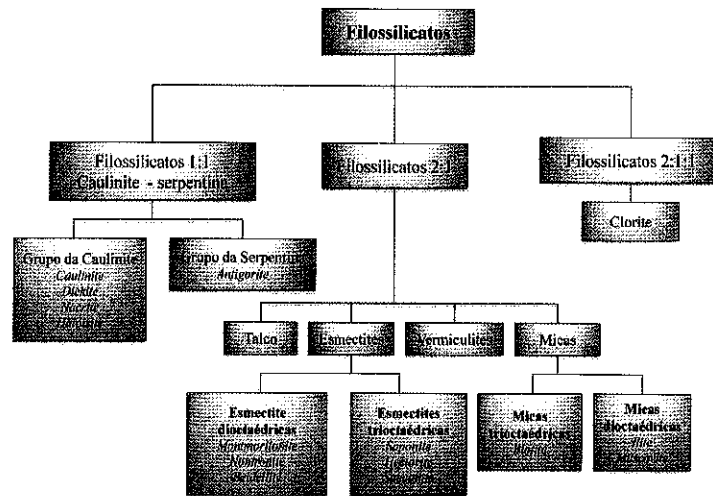 Filossilicatos
Filossilicatos 1:1
Caulinite - serpentina
Filossilicatos 2:1
Filossilicatos 2:1:1
Clorite
Grupo da Caulinite
Caulinite
Dickite
Nacrite
Grupo da Serpentina
Antigorite
Talco
Esmectites
Vermiculites
Micas
Esmectite
dioctaédricas
Montmorilonite
Nontronite
Beidelite
Esmectites
trioctaédricas
Saponite
Hectorite
Micas
trioctaédricas
Biotite
Micas
dioctaédricas
Ilite
Moscovite